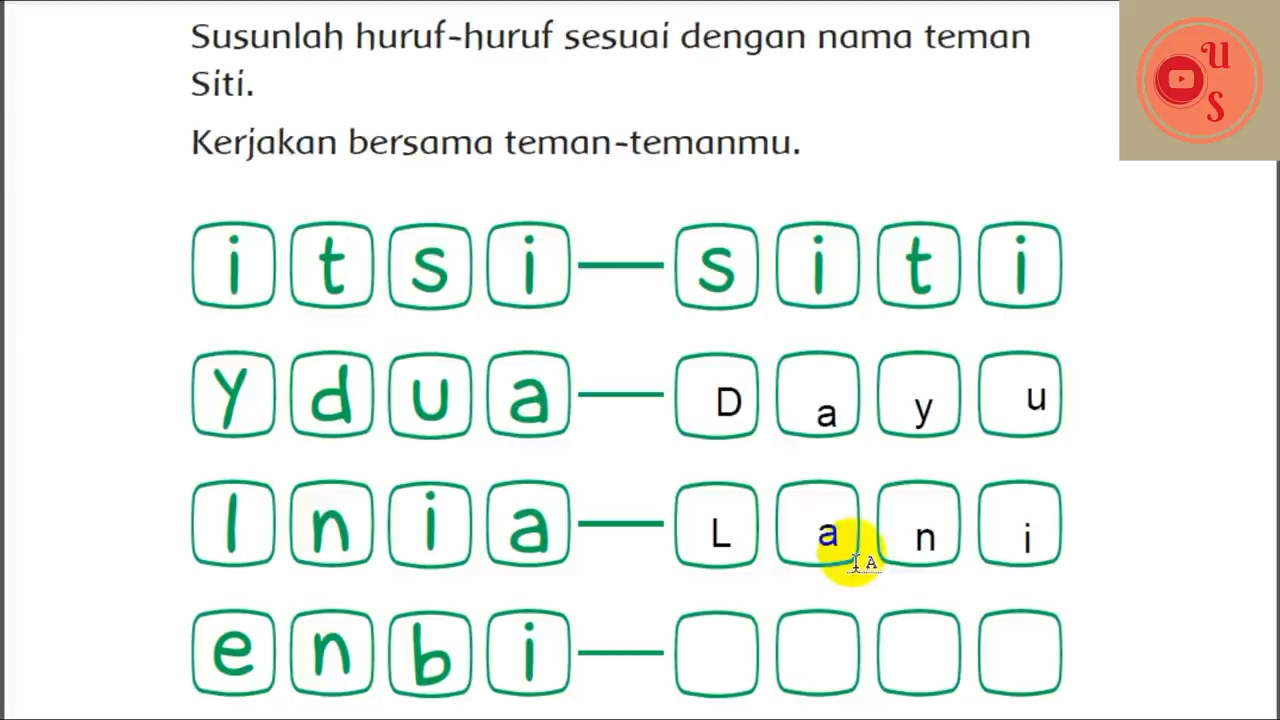 Susunlah huruf-huruf sesuai dengan nama teman
Siti.
Kerjakan bersama teman-temanmu.
U
S
i t s i — s i t i
y d u a — D a y u
l n i a — L a n i
e n b i —
A